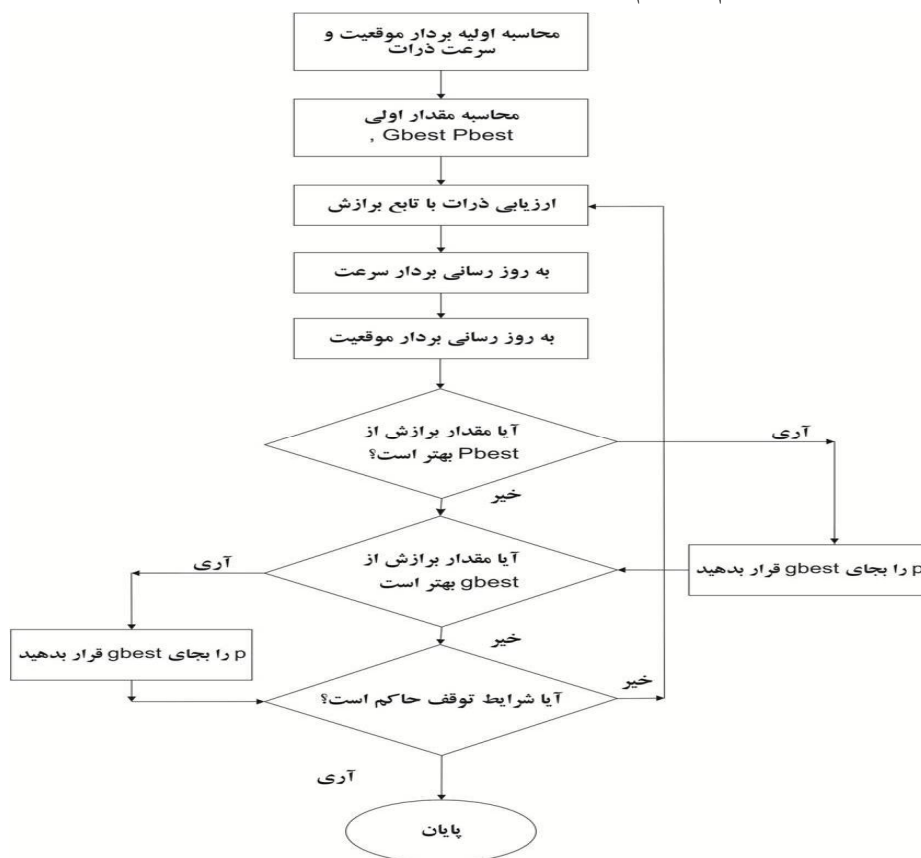 محاسبه اولیه بردار موقعیت و
سرعت ذرات
محاسبه مقدار اولی
, Gbest Pbest
ارزیابی ذرات با تابع برازش
به روز رسانی بردار سرعت
به روز رسانی بردار موقعیت
آیا مقدار برازش از
Pbest بهتر است؟
آری
خیر
آیا مقدار برازش از
gbest بهتر است
آری
p را بجای gbest قرار بدهید
خیر
p را بجای gbest قرار بدهید
آیا شرایط توقف حاکم است؟
خیر
آری
پایان